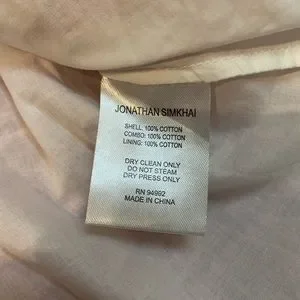 JONATHAN SIMKHAI
SHELL: 100% COTTON
COMBO: 100% COTTON
LINING: 100% COTTON
DRY CLEAN ONLY
DO NOT STEAM
DRY PRESS ONLY
RN 94992
MADE IN CHINA